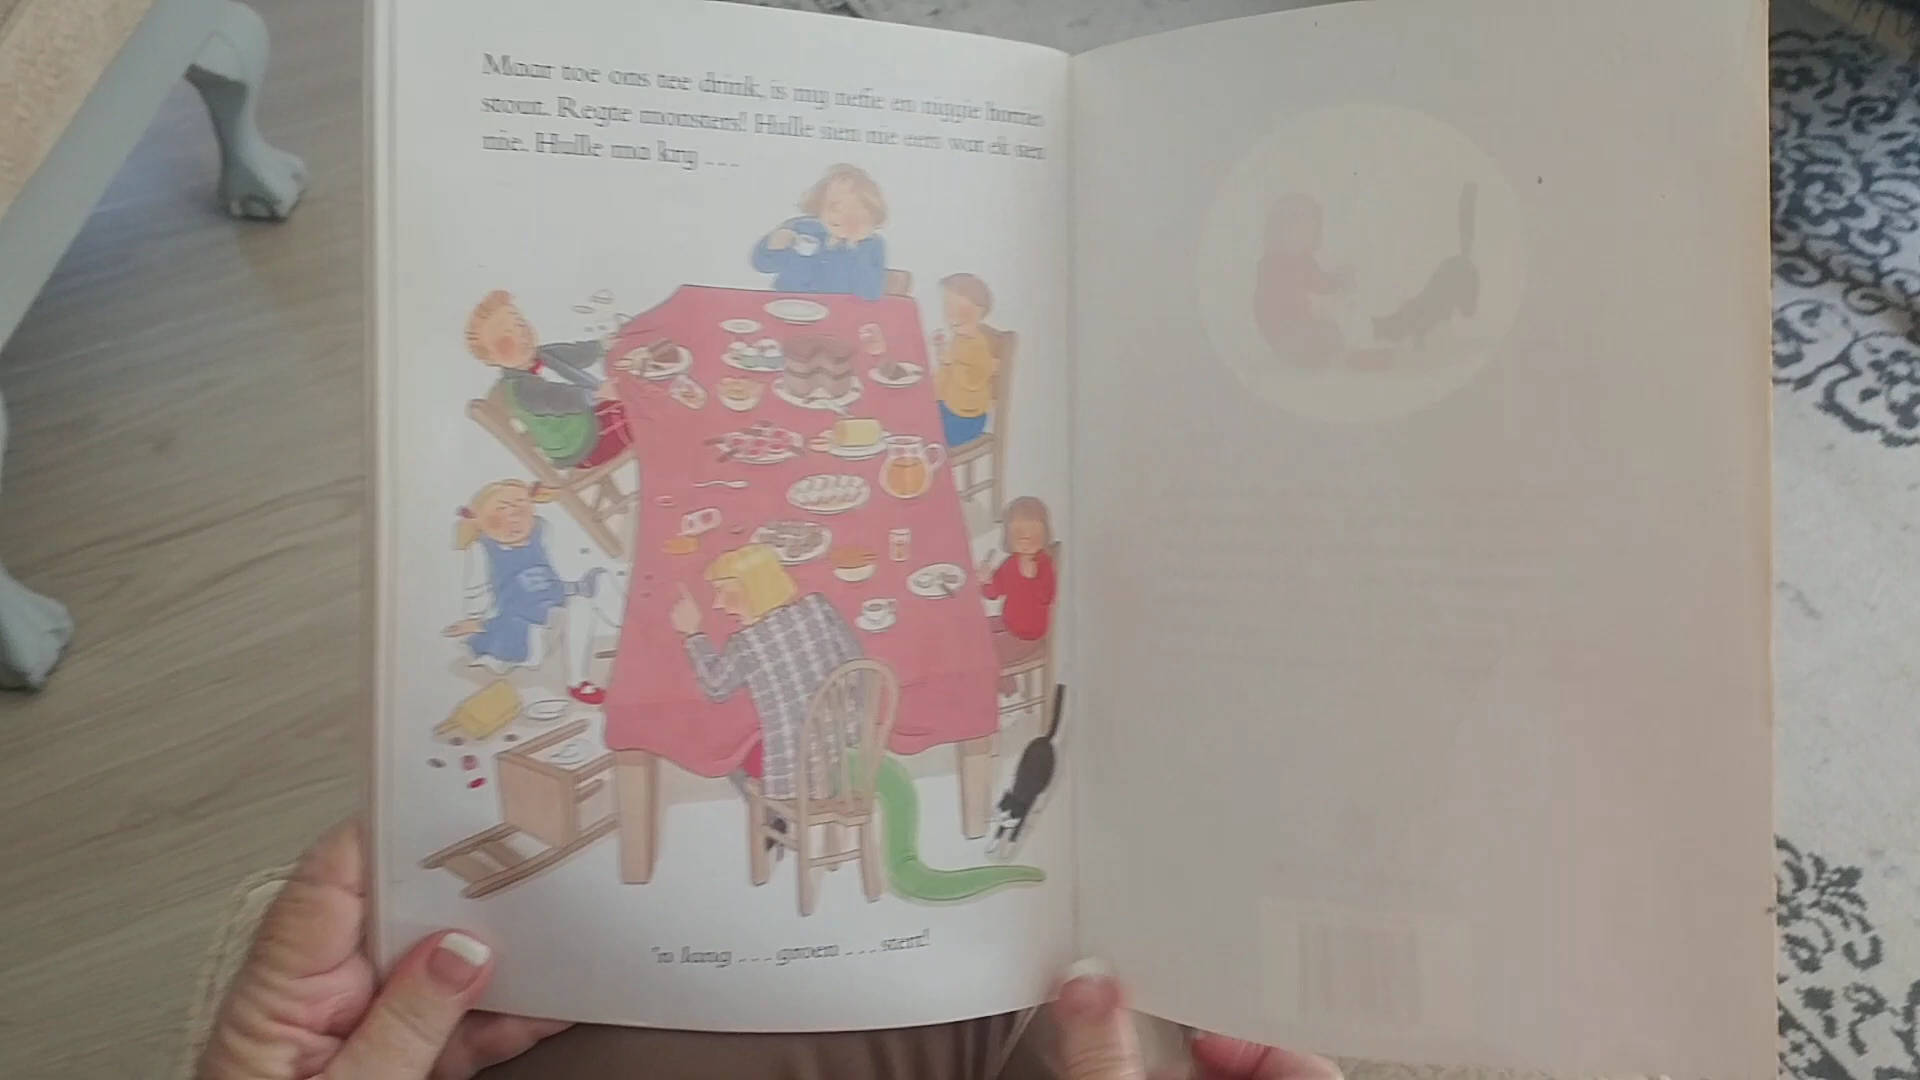 Maar toe ons tee drink, is my nefie en niggie horries
stout. Regte monsters! Hulle sien nie eers wat ek sien
nie. Hulle ma kry . . .
'n lang . . . groen . . . stert!